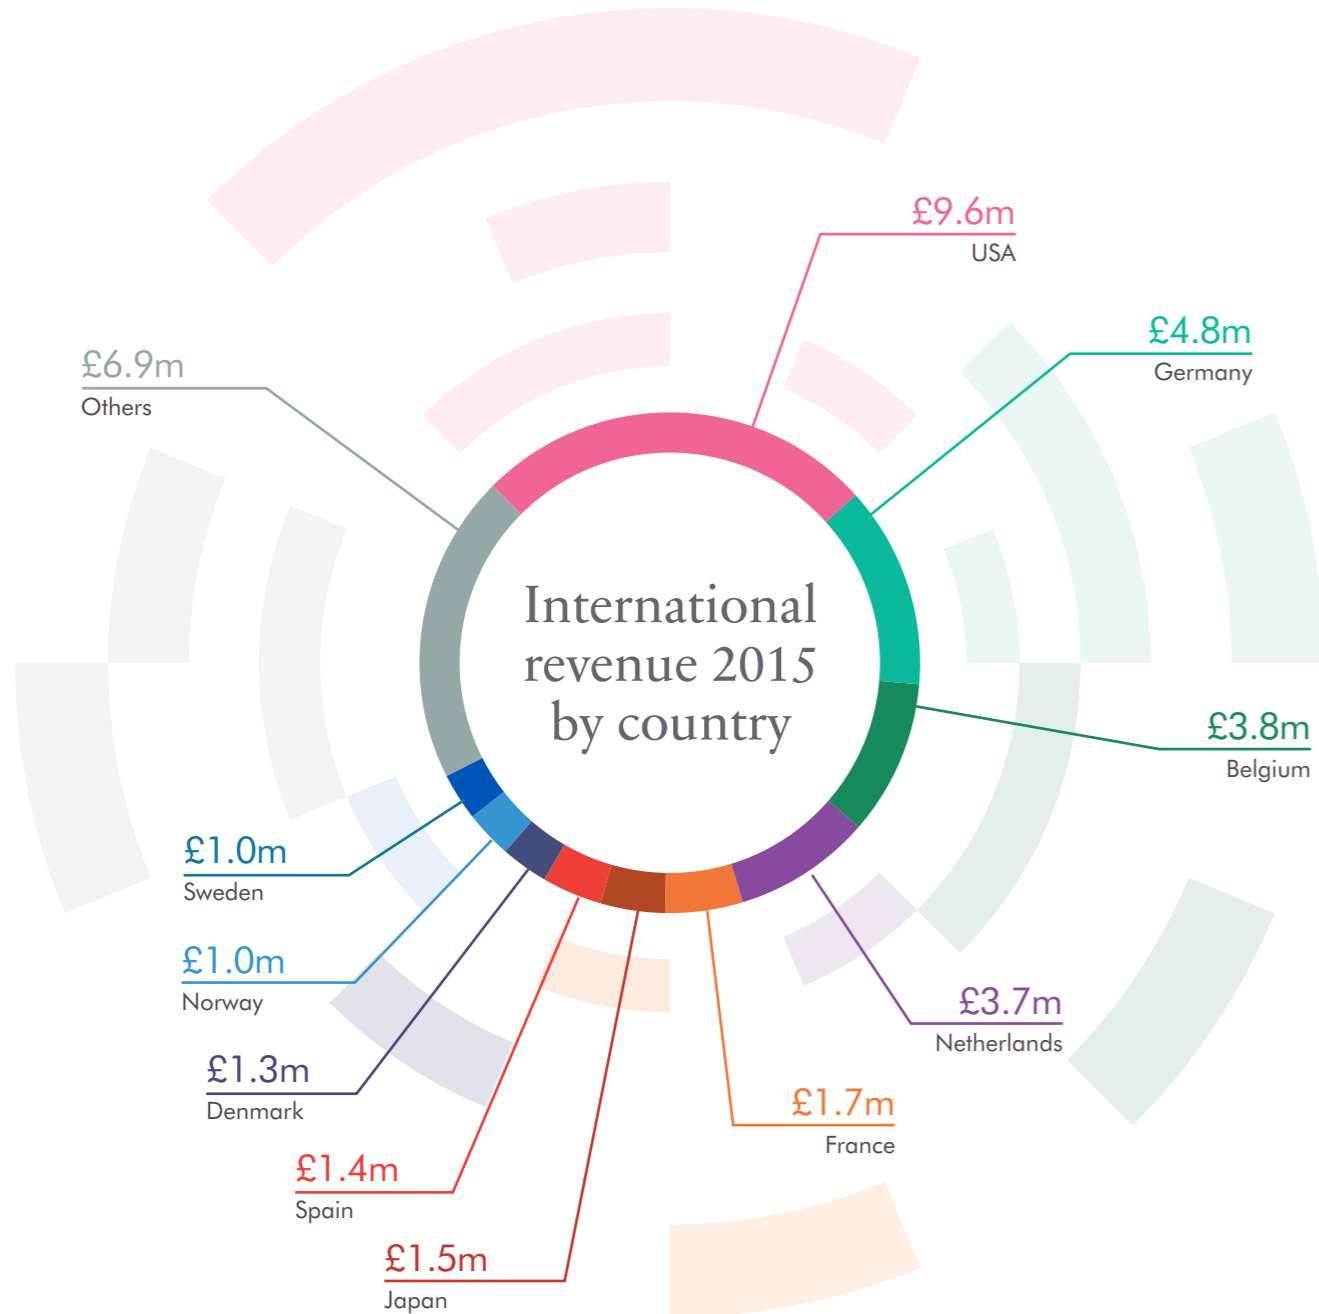 £9.6m
USA
£4.8m
Germany
£6.9m
Others
International
revenue 2015
by country
£3.8m
Belgium
£1.0m
Sweden
£1.0m
Norway
£3.7m
Netherlands
£1.3m
Denmark
£1.7m
France
£1.4m
Spain
£1.5m
Japan